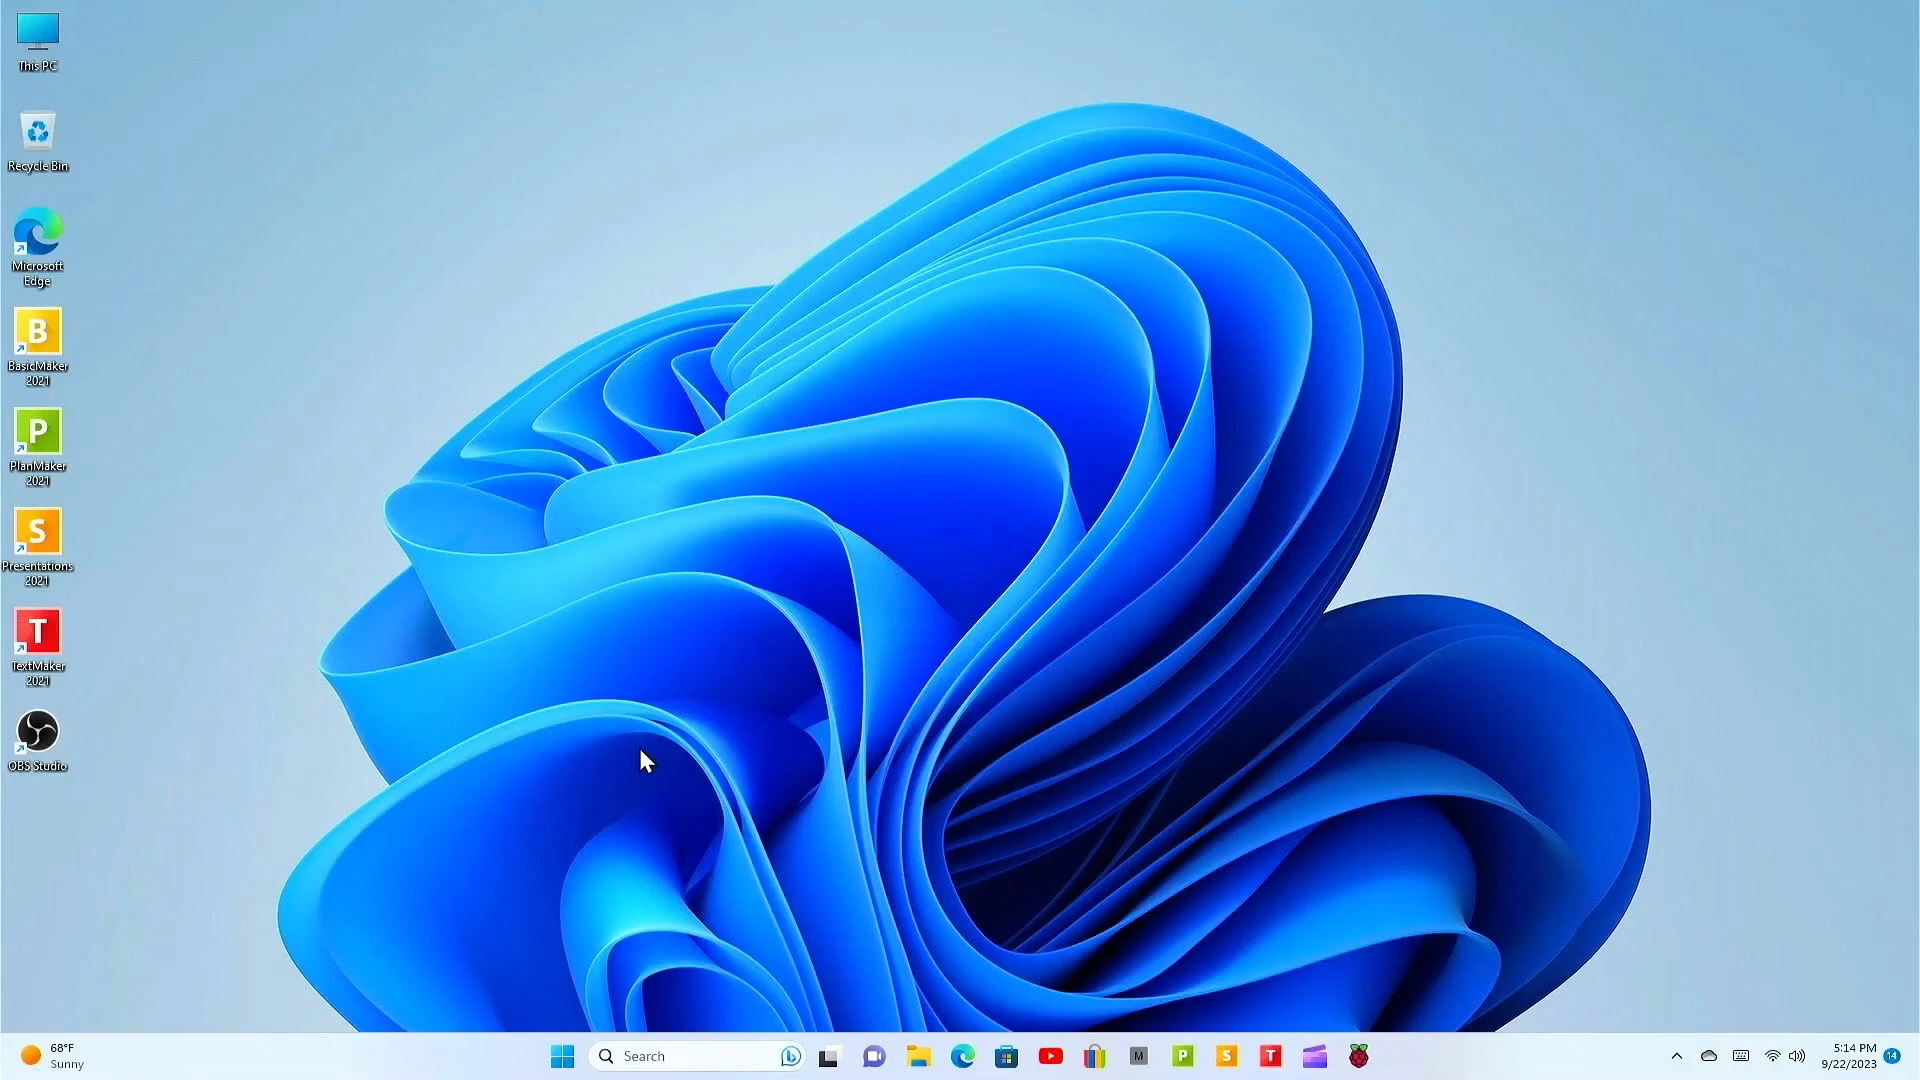 This PC
Recycle Bin
Microsoft
Edge
B
BasicMaker
2021
P
PlanMaker
2021
S
Presentations
2021
T
TextMaker
2021
OBS Studio
68°F
Sunny
Search
M
P
S
T
5:14 PM
9/22/2023
14